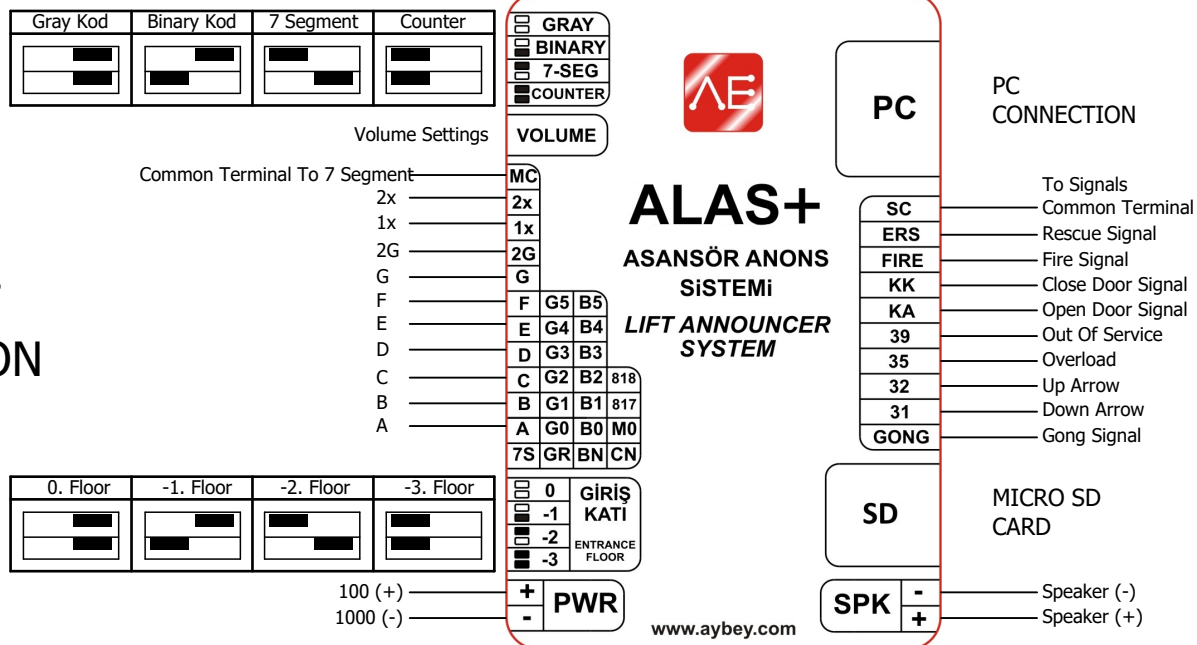 Gray Kod Binary Kod 7 Segment Counter
GRAY
BINARY
7-SEG
COUNTER
Volume Settings VOLUME
Common Terminal To 7 Segment MC
2x 2x
1x 1x
2G 2G
G G
F F G5 B5
E E G4 B4
D D G3 B3
C C G2 B2 818
B B G1 B1 817
A A G0 B0 M0
7S GR BN CN
ON
0. Floor -1. Floor -2. Floor -3. Floor
0
-1
-2
-3
GİRİŞ
KATI
ENTRANCE
FLOOR
100 (+) +
1000 (-) -
PWR
AE
ALAS+
ASANSÖR ANONS
SiSTEMi
LIFT ANNOUNCER
SYSTEM
www.aybey.com
PC
PC
CONNECTION
To Signals
SC Common Terminal
ERS Rescue Signal
FIRE Fire Signal
KK Close Door Signal
KA Open Door Signal
39 Out Of Service
35 Overload
32 Up Arrow
31 Down Arrow
GONG Gong Signal
SD
MICRO SD
CARD
SPK
- Speaker (-)
+ Speaker (+)